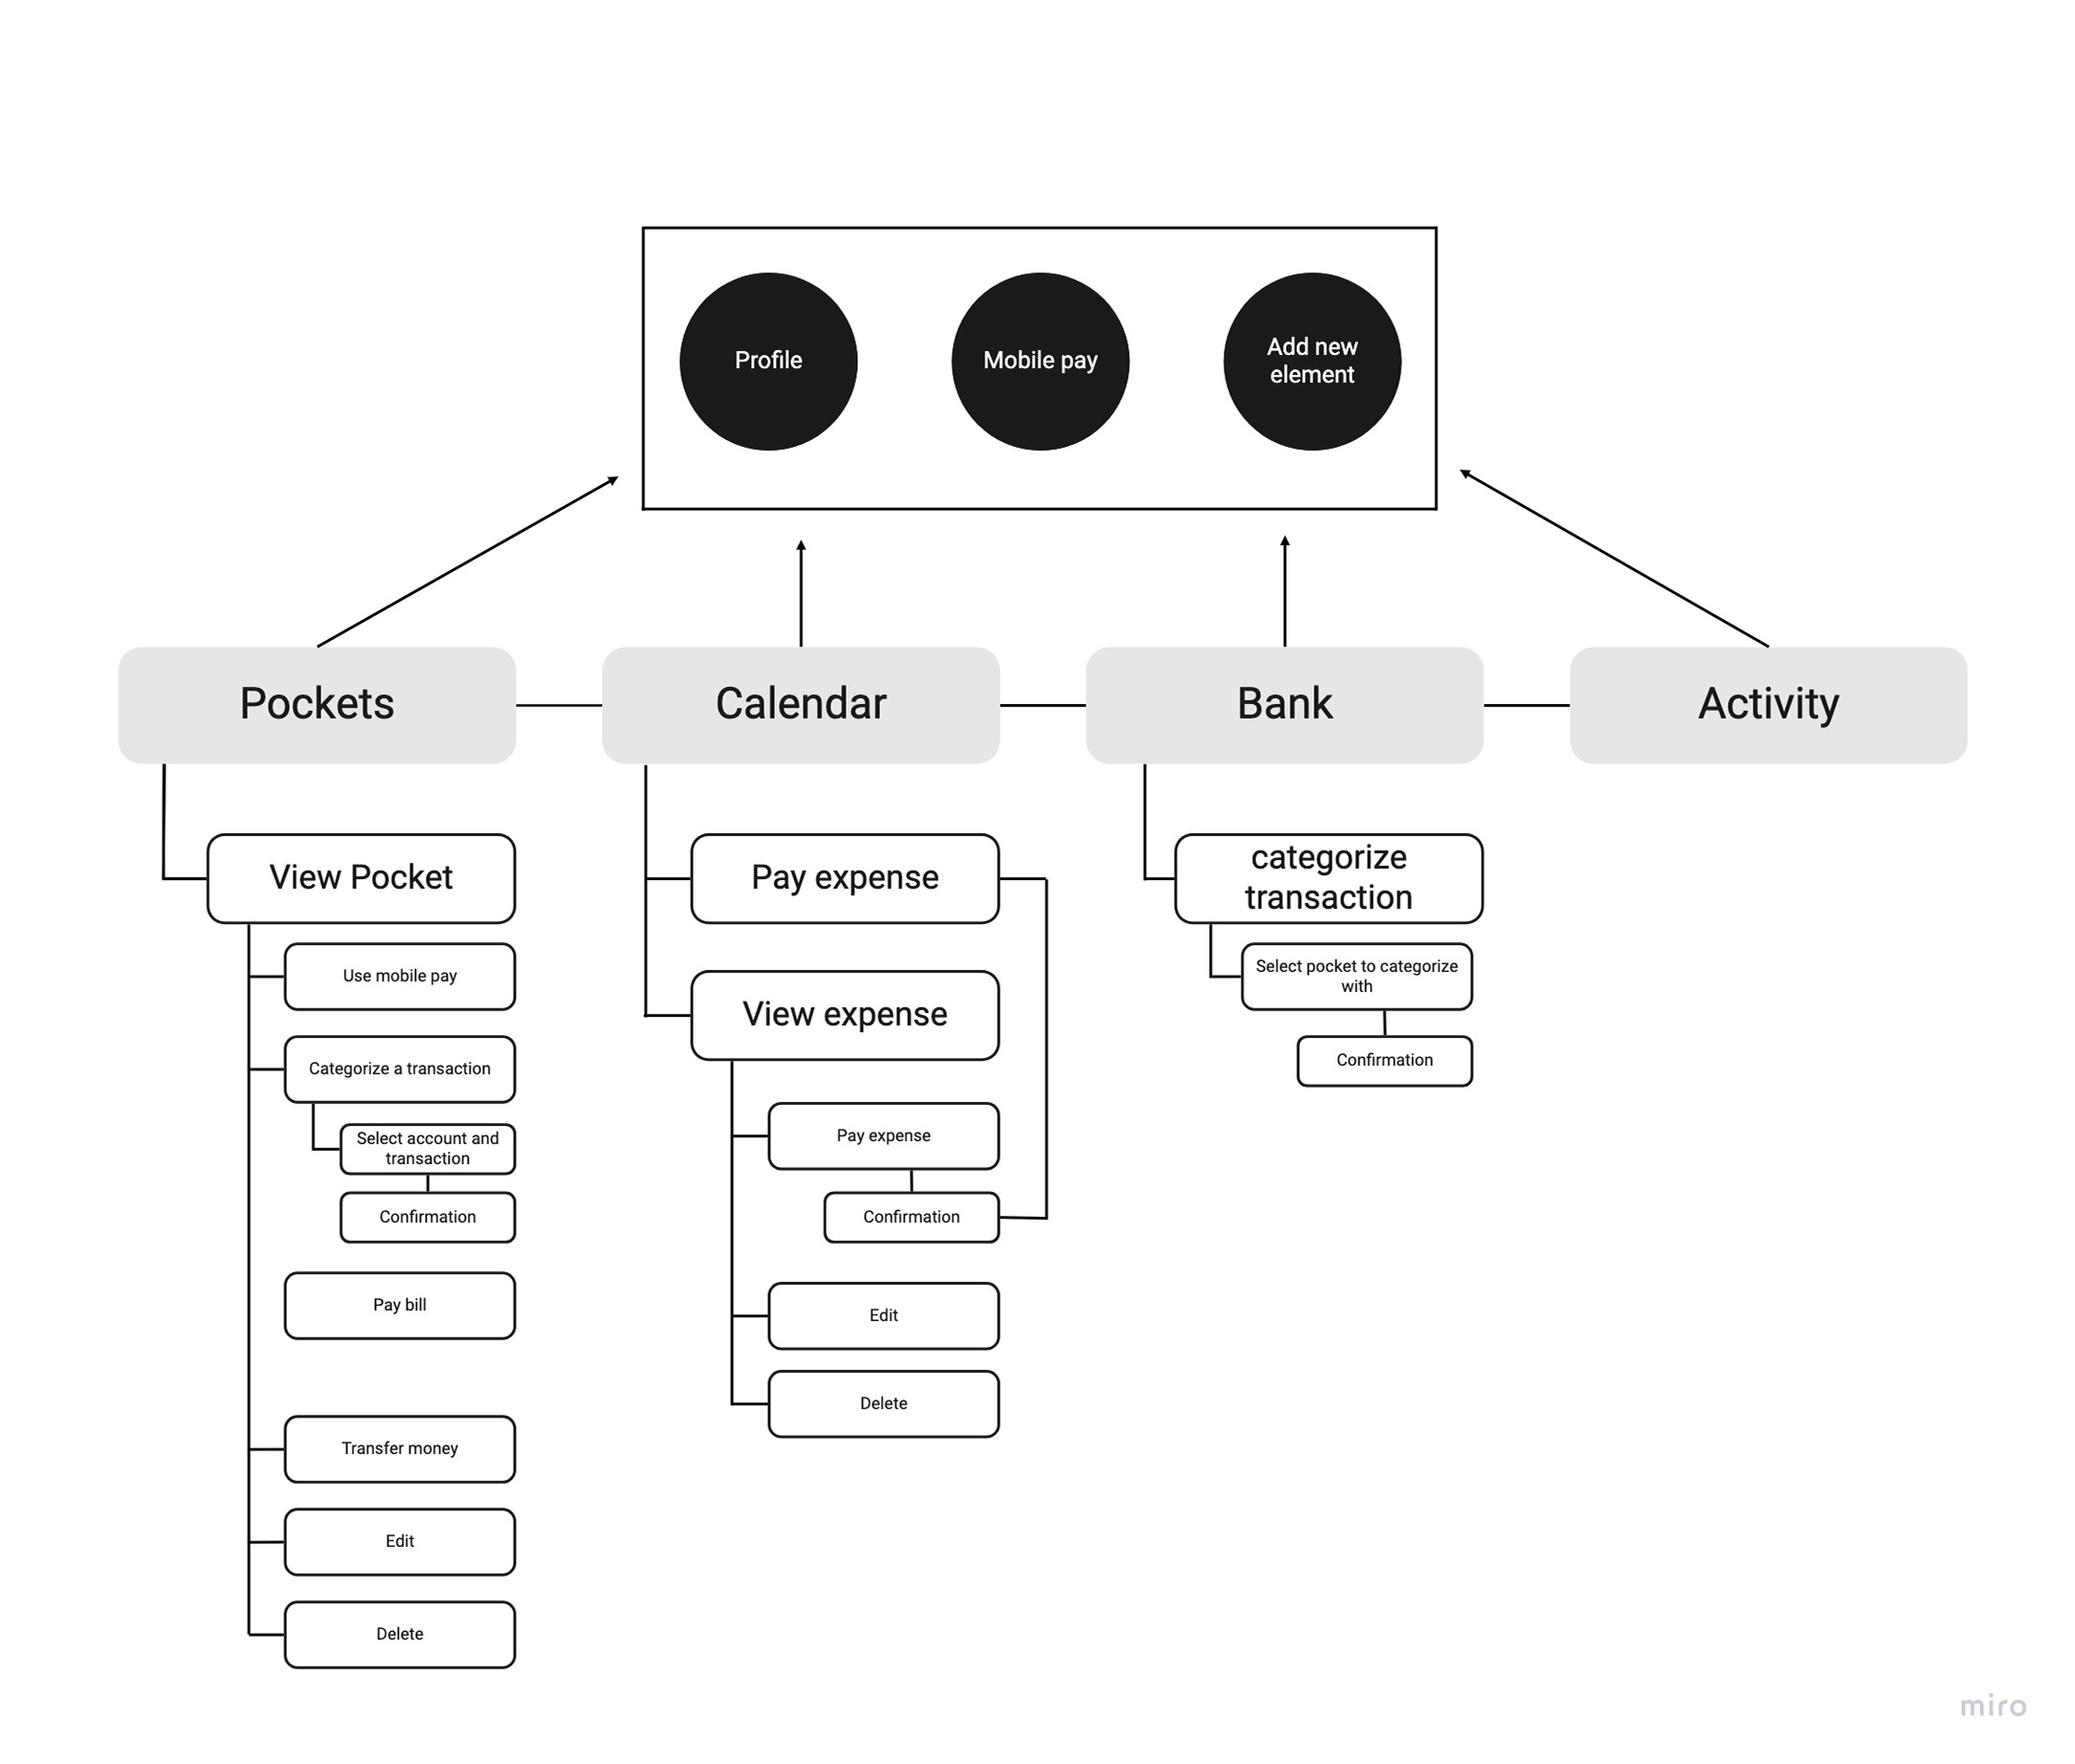 Profile
Mobile pay
Add new
element
Pockets
Calendar
Bank
Activity
View Pocket
Use mobile pay
Categorize a transaction
Select account and
transaction
Confirmation
Pay bill
Transfer money
Edit
Delete
Pay expense
View expense
Pay expense
Confirmation
Edit
Delete
categorize
transaction
Select pocket to categorize
with
Confirmation
miro